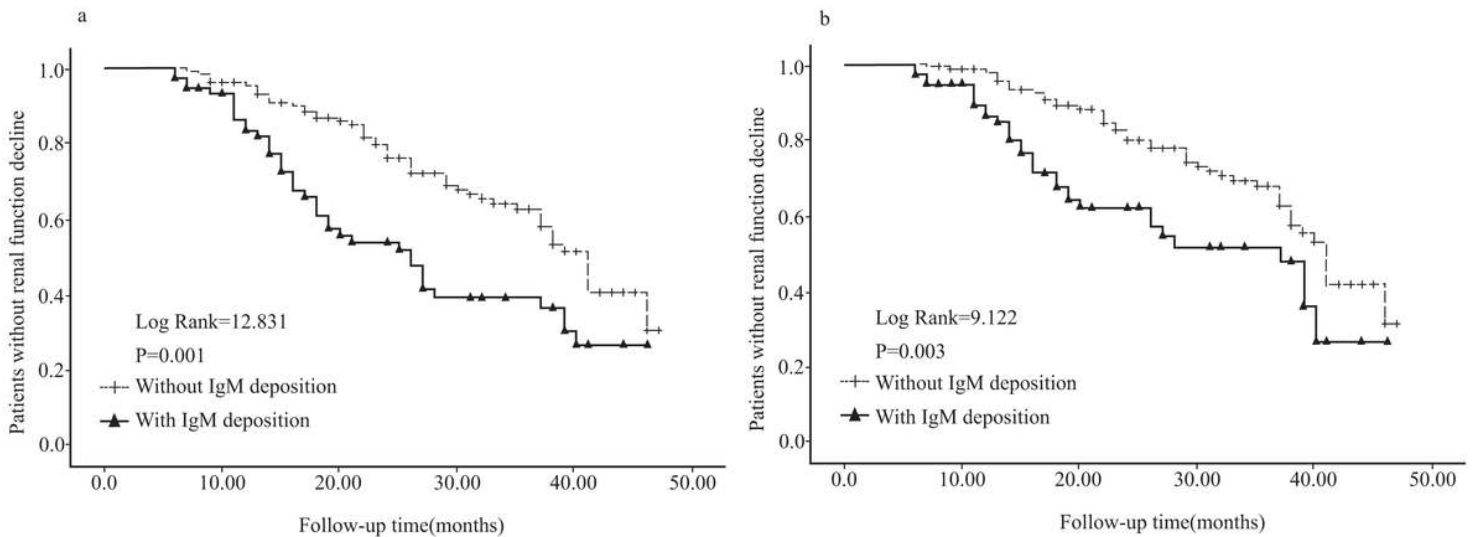 a
Patients without renal function decline
1.0
0.8
0.6
0.4
0.2
0.0
Log Rank=12.831
P=0.001
Without IgM deposition
With IgM deposition
0.0 10.00 20.00 30.00 40.00 50.00
Follow-up time(months)
b
Patients without renal function decline
1.0
0.8
0.6
0.4
0.2
0.0
Log Rank=9.122
P=0.003
Without IgM deposition
With IgM deposition
0.0 10.00 20.00 30.00 40.00 50.00
Follow-up time(months)